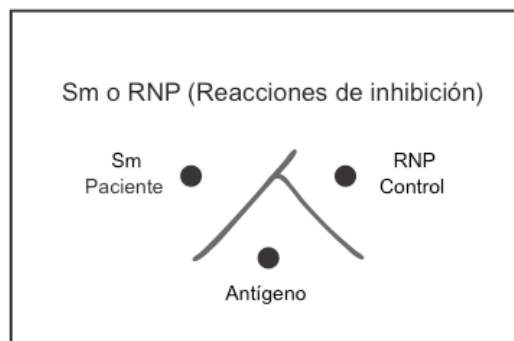 Sm o RNP (Reacciones de inhibición)
Sm
Paciente
RNP
Control
Antígeno